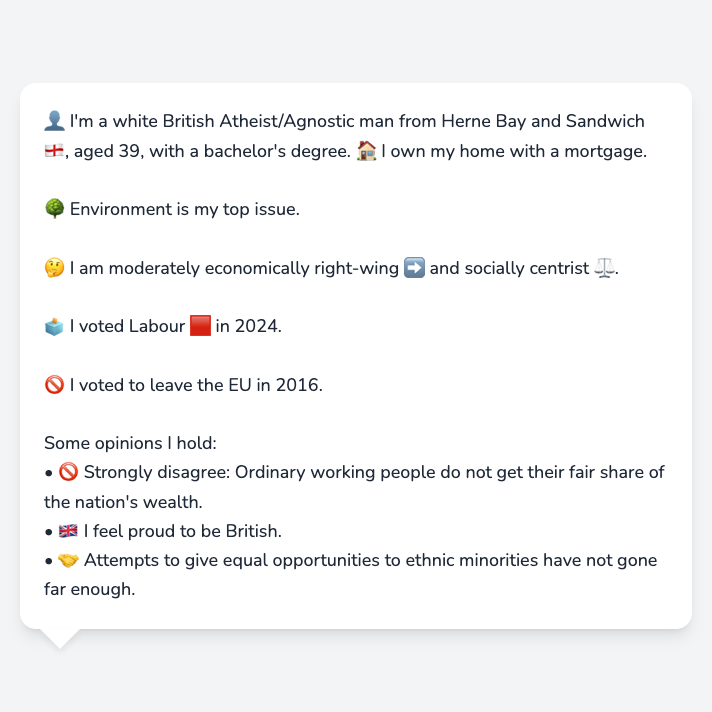 👤 I'm a white British Atheist/Agnostic man from Herne Bay and Sandwich
🏴󠁧󠁢󠁥󠁮󠁧󠁿, aged 39, with a bachelor's degree. 🏠 I own my home with a mortgage.
🌳 Environment is my top issue.
🤔 I am moderately economically right-wing ➡️ and socially centrist ⚖️.
🗳️ I voted Labour 🟥 in 2024.
🚫 I voted to leave the EU in 2016.
Some opinions I hold:
• 🚫 Strongly disagree: Ordinary working people do not get their fair share of
the nation's wealth.
• 🇬🇧 I feel proud to be British.
• 🤝 Attempts to give equal opportunities to ethnic minorities have not gone
far enough.